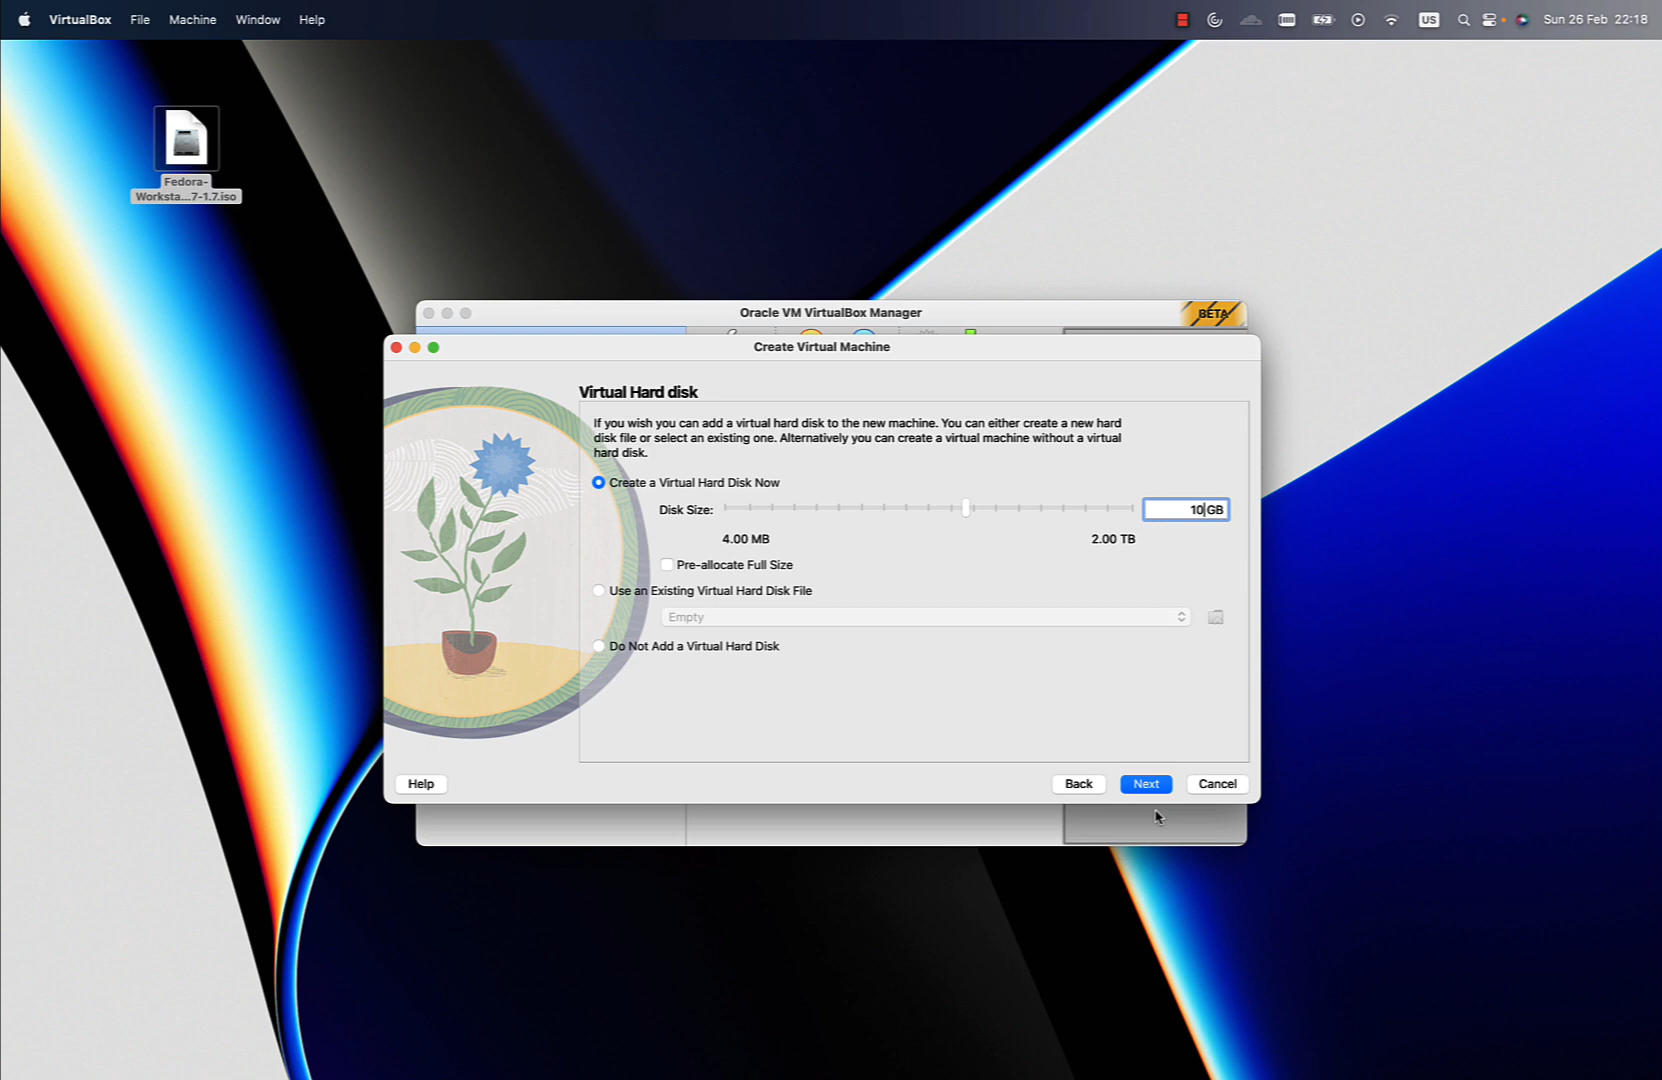 VirtualBox File Machine Window Help
US
Sun 26 Feb 22:18
Fedora-
Worksta...7-1.7.iso
Oracle VM VirtualBox Manager
BETA
Create Virtual Machine
Virtual Hard disk
If you wish you can add a virtual hard disk to the new machine. You can either create a new hard
disk file or select an existing one. Alternatively you can create a virtual machine without a virtual
hard disk.
Create a Virtual Hard Disk Now
Disk Size:
10 GB
4.00 MB
2.00 TB
Pre-allocate Full Size
Use an Existing Virtual Hard Disk File
Empty
Do Not Add a Virtual Hard Disk
Help
Back
Next
Cancel